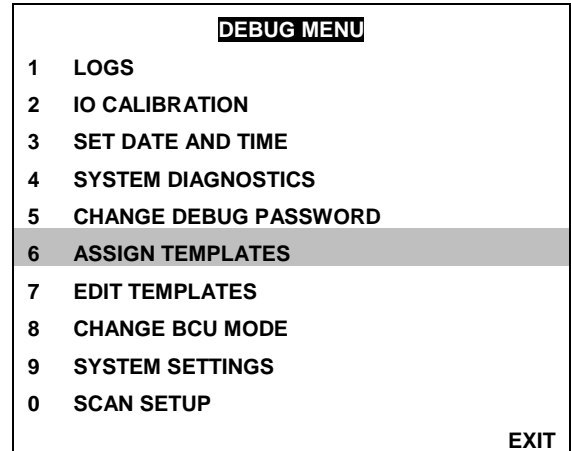 DEBUG MENU
1 LOGS
2 IO CALIBRATION
3 SET DATE AND TIME
4 SYSTEM DIAGNOSTICS
5 CHANGE DEBUG PASSWORD
6 ASSIGN TEMPLATES
7 EDIT TEMPLATES
8 CHANGE BCU MODE
9 SYSTEM SETTINGS
0 SCAN SETUP
EXIT